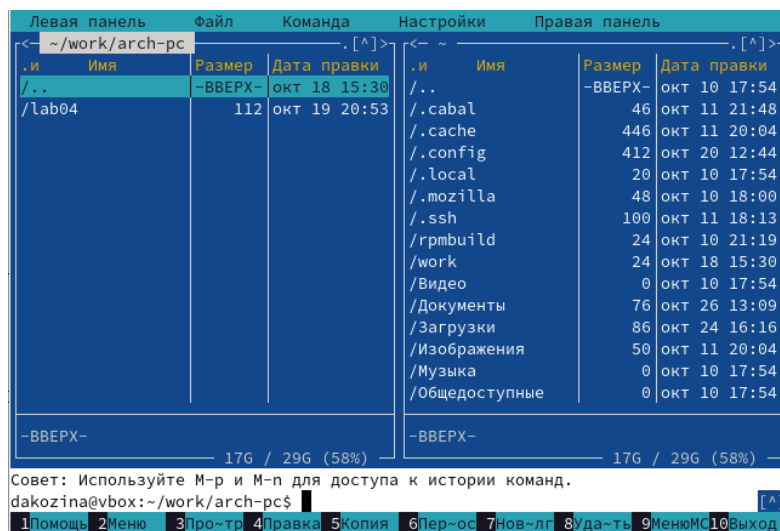 Левая панель Файл Команда Настройки Правая панель
<- ~/work/arch-pc .[^]> <- ~ .[^]>
.и Имя Размер Дата правки .и Имя Размер Дата правки
/.. -ВВЕРХ- окт 18 15:30 /.. -ВВЕРХ- окт 10 17:54
/lab04 112 окт 19 20:53 /.cabal 46 окт 11 21:48
/.cache 446 окт 11 20:04
/.config 412 окт 20 12:44
/.local 20 окт 10 17:54
/.mozilla 48 окт 10 18:00
/.ssh 100 окт 11 18:13
/rpmbuild 24 окт 10 21:19
/work 24 окт 18 15:30
/Видео 0 окт 10 17:54
/Документы 76 окт 26 13:09
/Загрузки 86 окт 24 16:16
/Изображения 50 окт 11 20:04
/Музыка 0 окт 10 17:54
/Общедоступные 0 окт 10 17:54
-ВВЕРХ- -ВВЕРХ-
17G / 29G (58%) 17G / 29G (58%)
Совет: Используйте M-p и M-n для доступа к истории команд.
dakozina@vbox:~/work/arch-pc$ [^
1Помощь 2Меню 3Про~тр 4Правка 5Копия 6Пер~ос 7Нов~лг 8Уда~ть 9МенюMC 10Выход